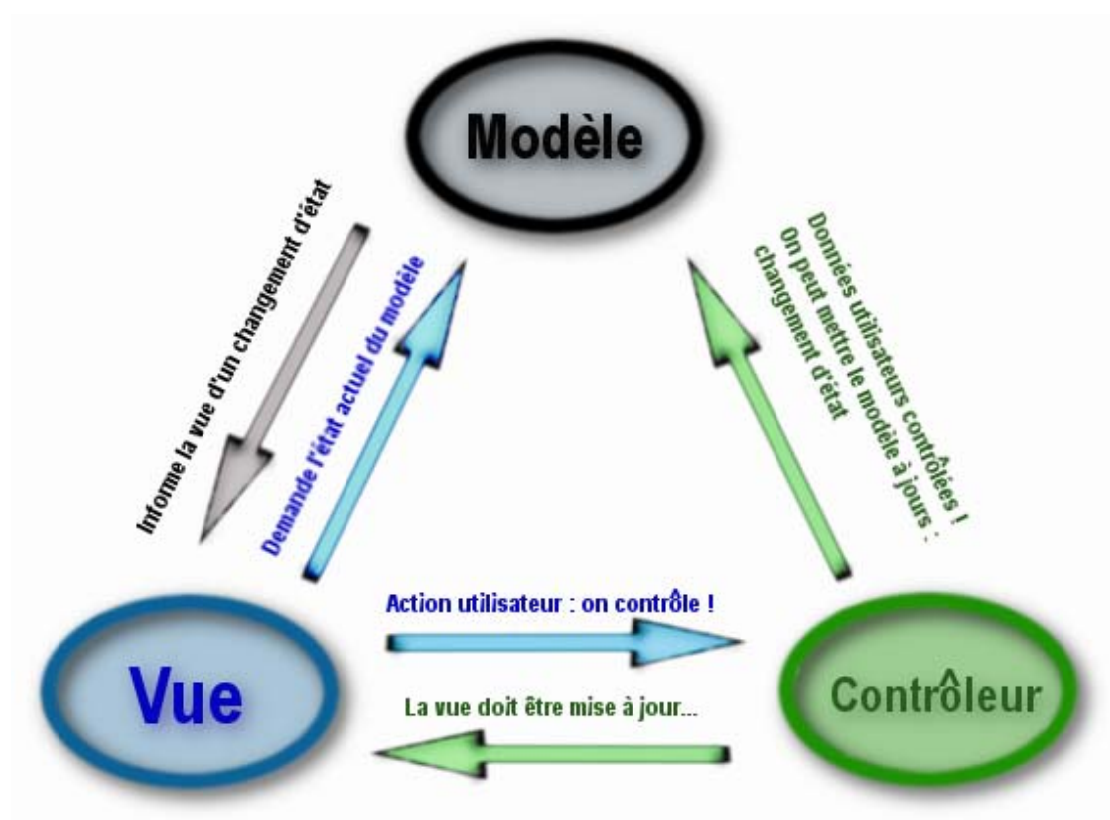 Modèle
Informe la vue d'un changement d'état
Demande l'état actuel du modèle
Données utilisateurs contrôlées !
On peut mettre le modèle à jours :
changement d'état
Action utilisateur : on contrôle !
Vue
La vue doit être mise à jour...
Contrôleur